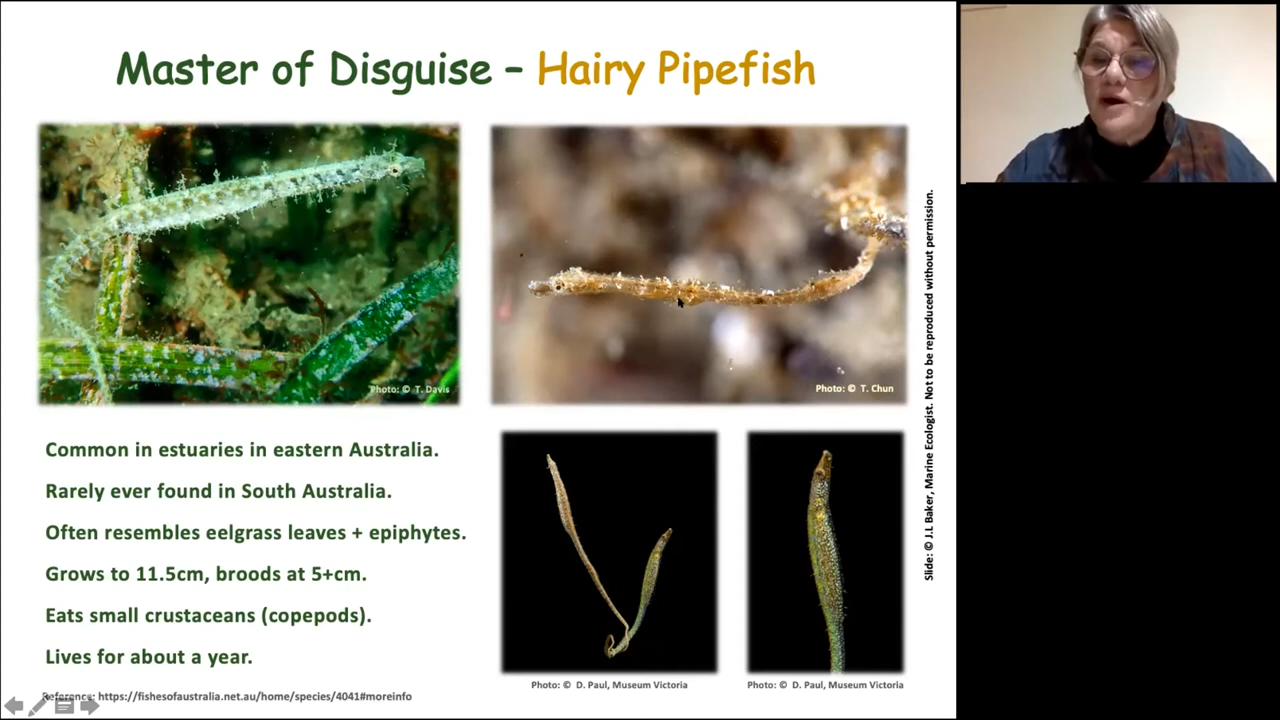 Master of Disguise – Hairy Pipefish
Photo: © T. Davis
Photo: © T. Chun
Common in estuaries in eastern Australia.
Rarely ever found in South Australia.
Often resembles eelgrass leaves + epiphytes.
Grows to 11.5cm, broods at 5+cm.
Eats small crustaceans (copepods).
Lives for about a year.
Photo: © D. Paul, Museum Victoria
Photo: © D. Paul, Museum Victoria
Reference: https://fishesofaustralia.net.au/home/species/4041#moreinfo
Slide: © J.L Baker, Marine Ecologist. Not to be reproduced without permission.